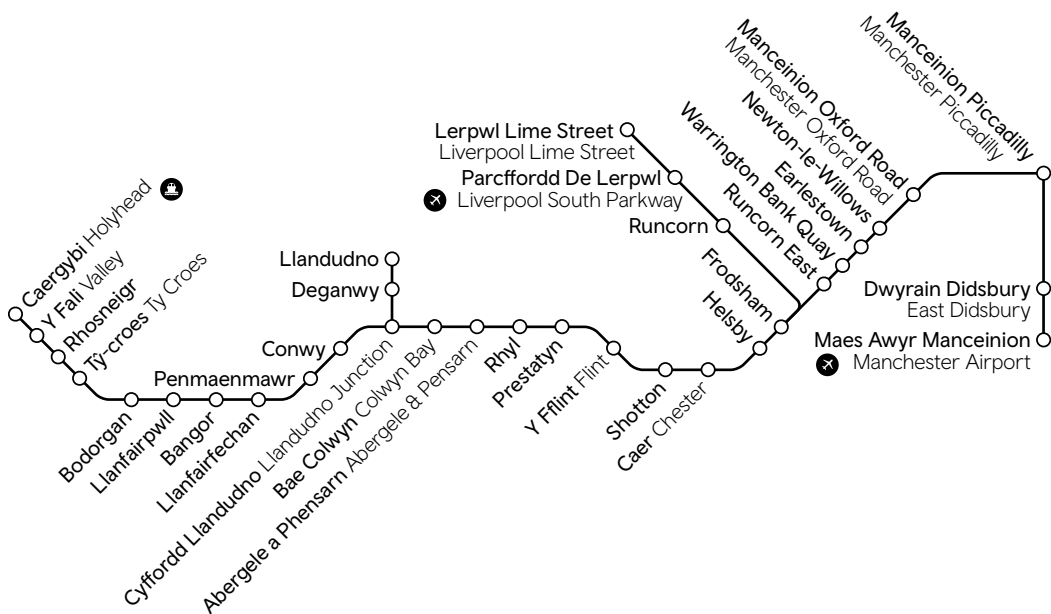 Caergybi Holyhead
Y Fali Valley
Rhosneigr
Tŷ-croes Ty Croes
Bodorgan
Llanfairpwll
Bangor
Llanfairfechan
Penmaenmawr
Conwy
Llandudno
Deganwy
Cyffordd Llandudno Llandudno Junction
Bae Colwyn Colwyn Bay
Abergele a Phensarn Abergele & Pensarn
Rhyl
Prestatyn
Y Fflint Flint
Shotton
Caer Chester
Helsby
Frodsham
Lerpwl Lime Street
Liverpool Lime Street
Parcffordd De Lerpwl
Liverpool South Parkway
Runcorn
Runcorn East
Warrington Bank Quay
Earlestown
Newton-le-Willows
Manceinion Oxford Road
Manchester Oxford Road
Manceinion Piccadilly
Manchester Piccadilly
Dwyrain Didsbury
East Didsbury
Maes Awyr Manceinion
Manchester Airport